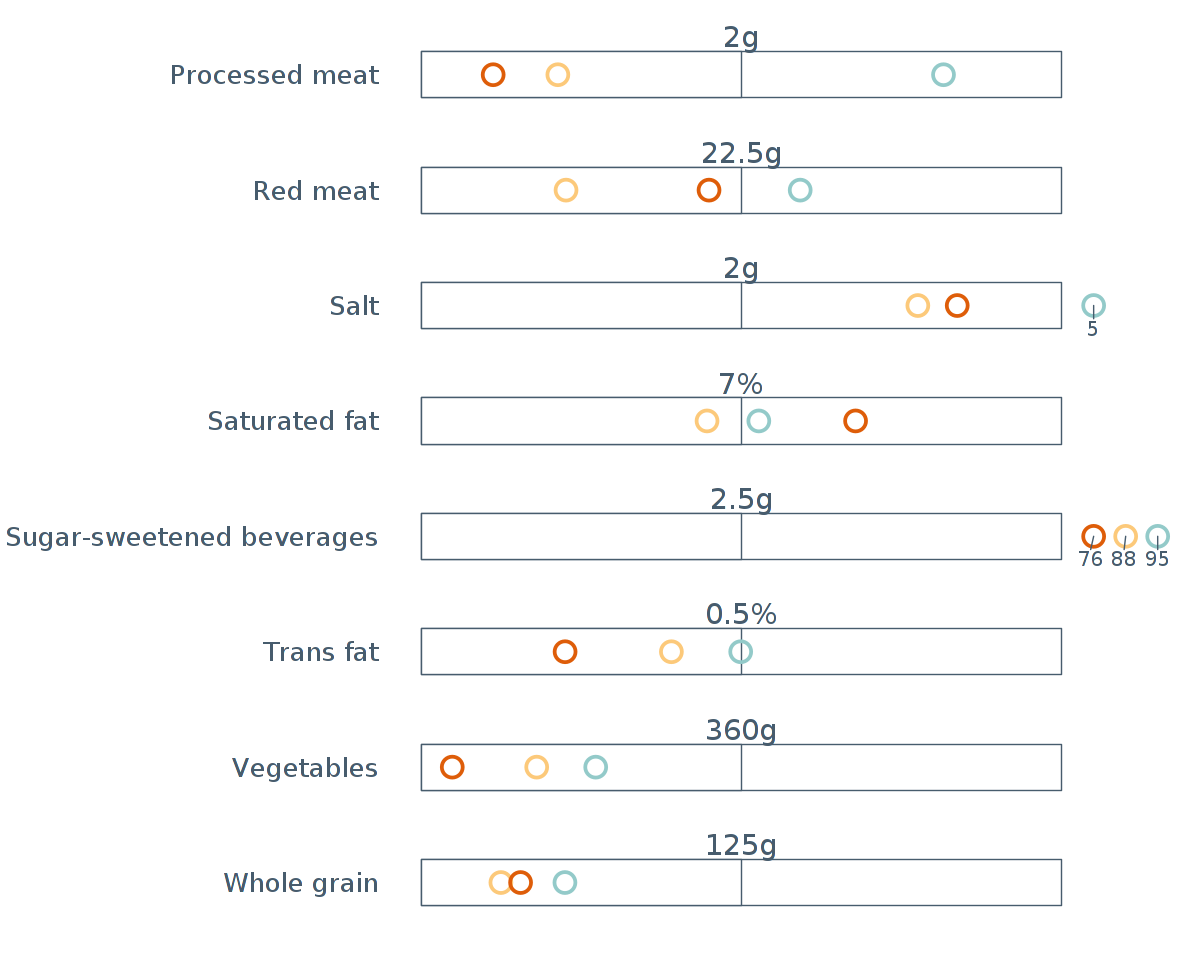 2g
Processed meat
22.5g
Red meat
2g
Salt
5
7%
Saturated fat
2.5g
Sugar-sweetened beverages
76 88 95
0.5%
Trans fat
360g
Vegetables
125g
Whole grain